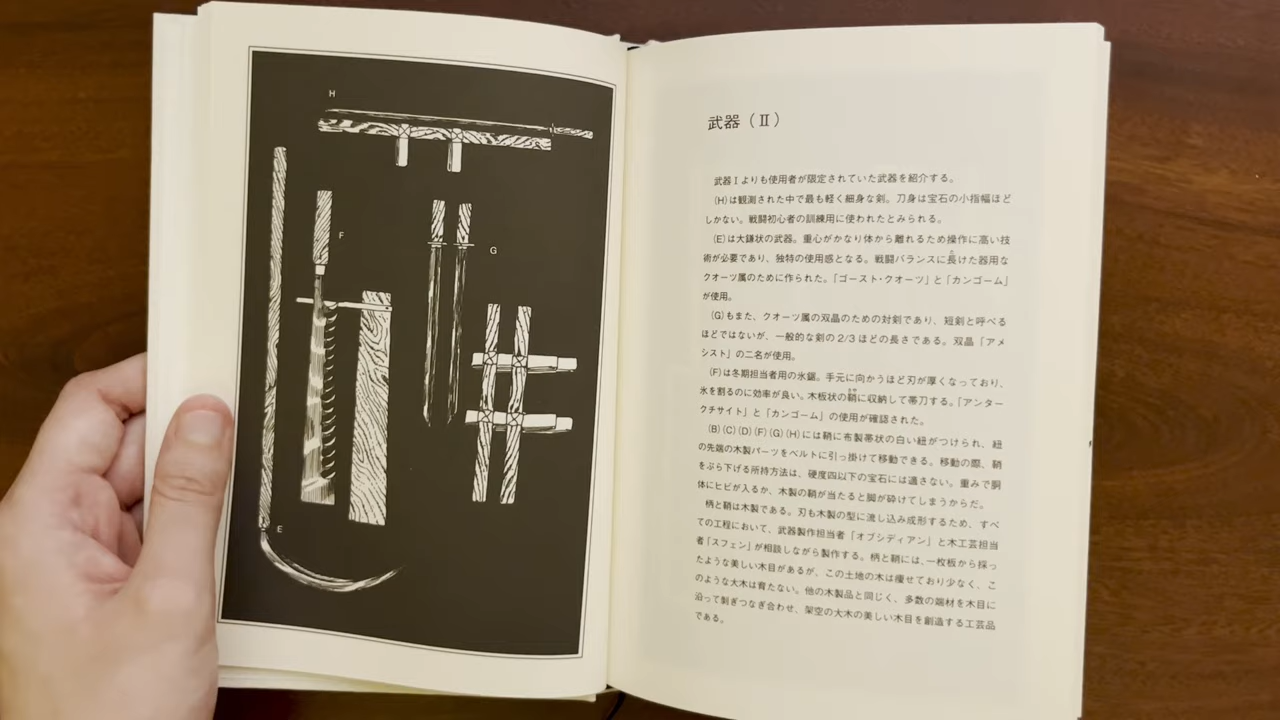 H
F
G
E
武器(Ⅱ)
武器Ⅰよりも使用者が限定されていた武器を紹介する。
(H)は観測された中で最も軽く細身な剣。刀身は宝石の小指幅ほど
しかない。戦闘初心者の訓練用に使われたとみられる。
(E)は大鎌状の武器。重心がかなり体から離れるため操作に高い技
術が必要であり、独特の使用感となる。戦闘バランスに長けた器用な
クオーツ属のために作られた。「ゴースト・クオーツ」と「カンゴーム」
が使用。
(G)もまた、クオーツ属の双晶のための対剣であり、短剣と呼べる
ほどではないが、一般的な剣の2/3ほどの長さである。双晶「アメ
シスト」の二名が使用。
(F)は冬期担当者用の氷鋸。手元に向かうほど刃が厚くなっており、
氷を割るのに効率が良い。木板状の鞘に収納して帯刀する。「アンター
クチサイト」と「カンゴーム」の使用が確認された。
(B)(C)(D)(F)(G)(H)には鞘に布製帯状の白い紐がつけられ、紐
の先端の木製パーツをベルトに引っ掛けて移動できる。移動の際、鞘
をぶら下げる所持方法は、硬度四以下の宝石には適さない。重みで胴
体にヒビが入るか、木製の鞘が当たると脚が砕けてしまうからだ。
柄と鞘は木製である。刃も木製の型に流し込み成形するため、すべ
ての工程において、武器製作担当者「オブシディアン」と木工芸担当
者「スフェン」が相談しながら製作する。柄と鞘には、一枚板から採っ
たような美しい木目があるが、この土地の木は痩せており少なく、こ
のような大木は育たない。他の木製品と同じく、多数の端材を木目に
沿って剥ぎつなぎ合わせ、架空の大木の美しい木目を創造する工芸品
である。